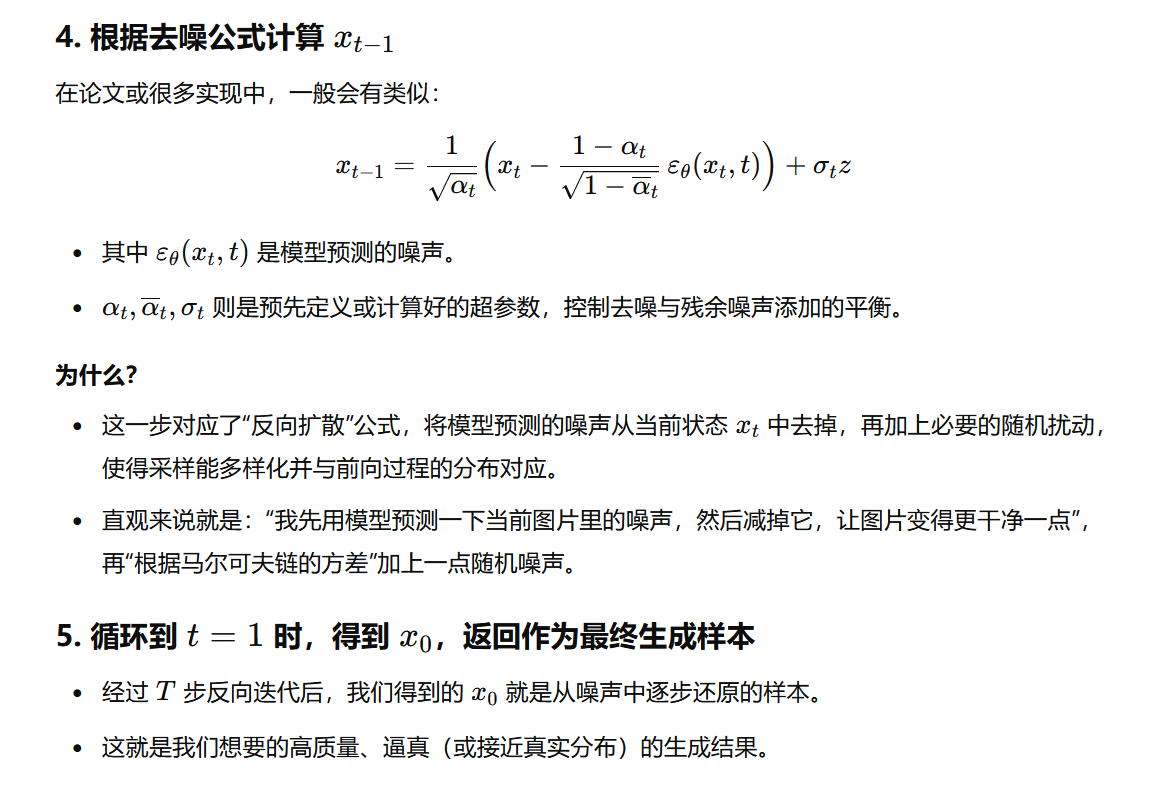 4. 根据去噪公式计算 $x_{t-1}$
在论文或很多实现中，一般会有类似：
$x_{t-1} = \frac{1}{\sqrt{\alpha_t}} \left( x_t - \frac{1-\alpha_t}{\sqrt{1-\overline{\alpha}_t}} \varepsilon_\theta(x_t, t) \right) + \sigma_t z$
• 其中 $\varepsilon_\theta(x_t, t)$ 是模型预测的噪声。
• $\alpha_t, \overline{\alpha}_t, \sigma_t$ 则是预先定义或计算好的超参数，控制去噪与残余噪声添加的平衡。
为什么？
• 这一步对应了“反向扩散”公式，将模型预测的噪声从当前状态 $x_t$ 中去掉，再加上必要的随机扰动，
使得采样能多样化并与前向过程的分布对应。
• 直观来说就是：“我先用模型预测一下当前图片里的噪声，然后减掉它，让图片变得更干净一点”，
再“根据马尔可夫链的方差”加上一点随机噪声。
5. 循环到 $t = 1$ 时，得到 $x_0$，返回作为最终生成样本
• 经过 $T$ 步反向迭代后，我们得到的 $x_0$ 就是从噪声中逐步还原的样本。
• 这就是我们想要的高质量、逼真（或接近真实分布）的生成结果。